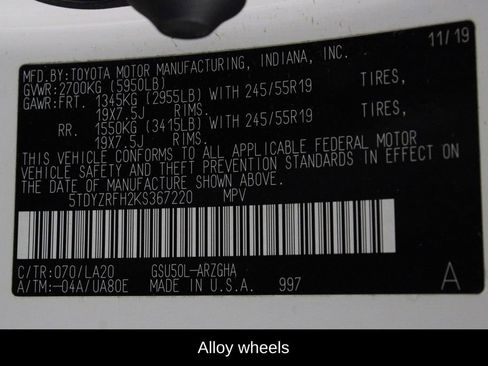 MFD.BY:TOYOTA MOTOR MANUFACTURING, INDIANA, INC. 11/19
GVWR:2700KG (5950LB)
GAWR:FRT. 1345KG (2955LB) WITH 245/55R19 TIRES,
19X7.5J RIMS.
RR. 1550KG (3415LB) WITH 245/55R19 TIRES,
19X7.5J RIMS.
THIS VEHICLE CONFORMS TO ALL APPLICABLE FEDERAL MOTOR
VEHICLE SAFETY AND THEFT PREVENTION STANDARDS IN EFFECT ON
THE DATE OF MANUFACTURE SHOWN ABOVE.
5TDYZRFH2KS367220 MPV
C/TR:070/LA20 GSU50L-ARZGHA
A/TM:-04A/UA80E MADE IN U.S.A. 997 A
Alloy wheels